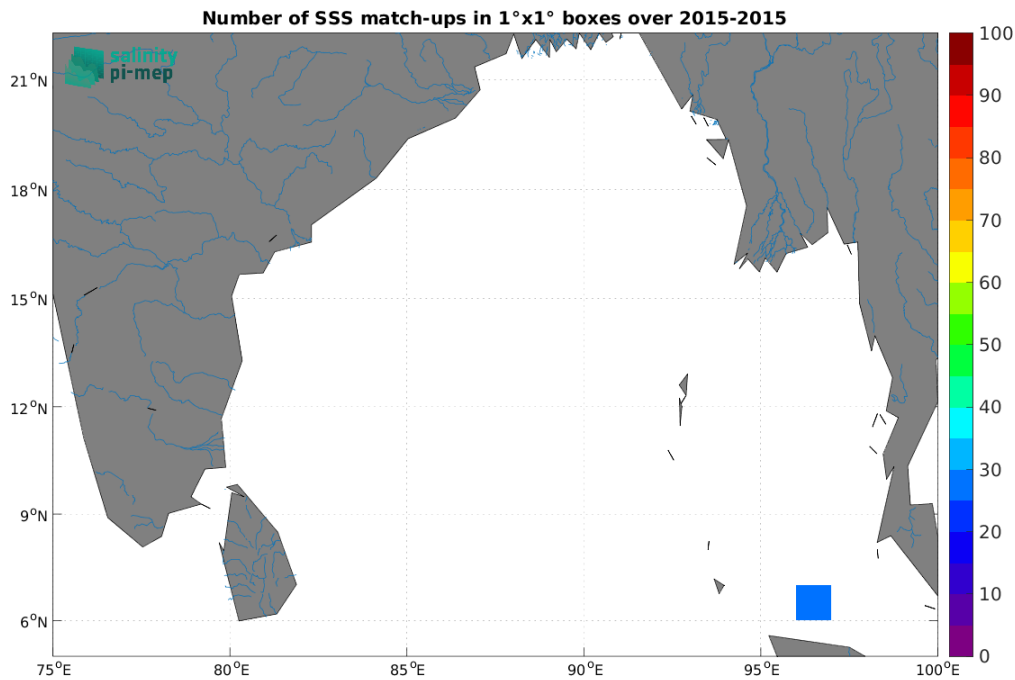 Number of SSS match-ups in 1°x1° boxes over 2015-2015
salinity
pi-mep
21°N
18°N
15°N
12°N
9°N
6°N
75°E 80°E 85°E 90°E 95°E 100°E
100
90
80
70
60
50
40
30
20
10
0